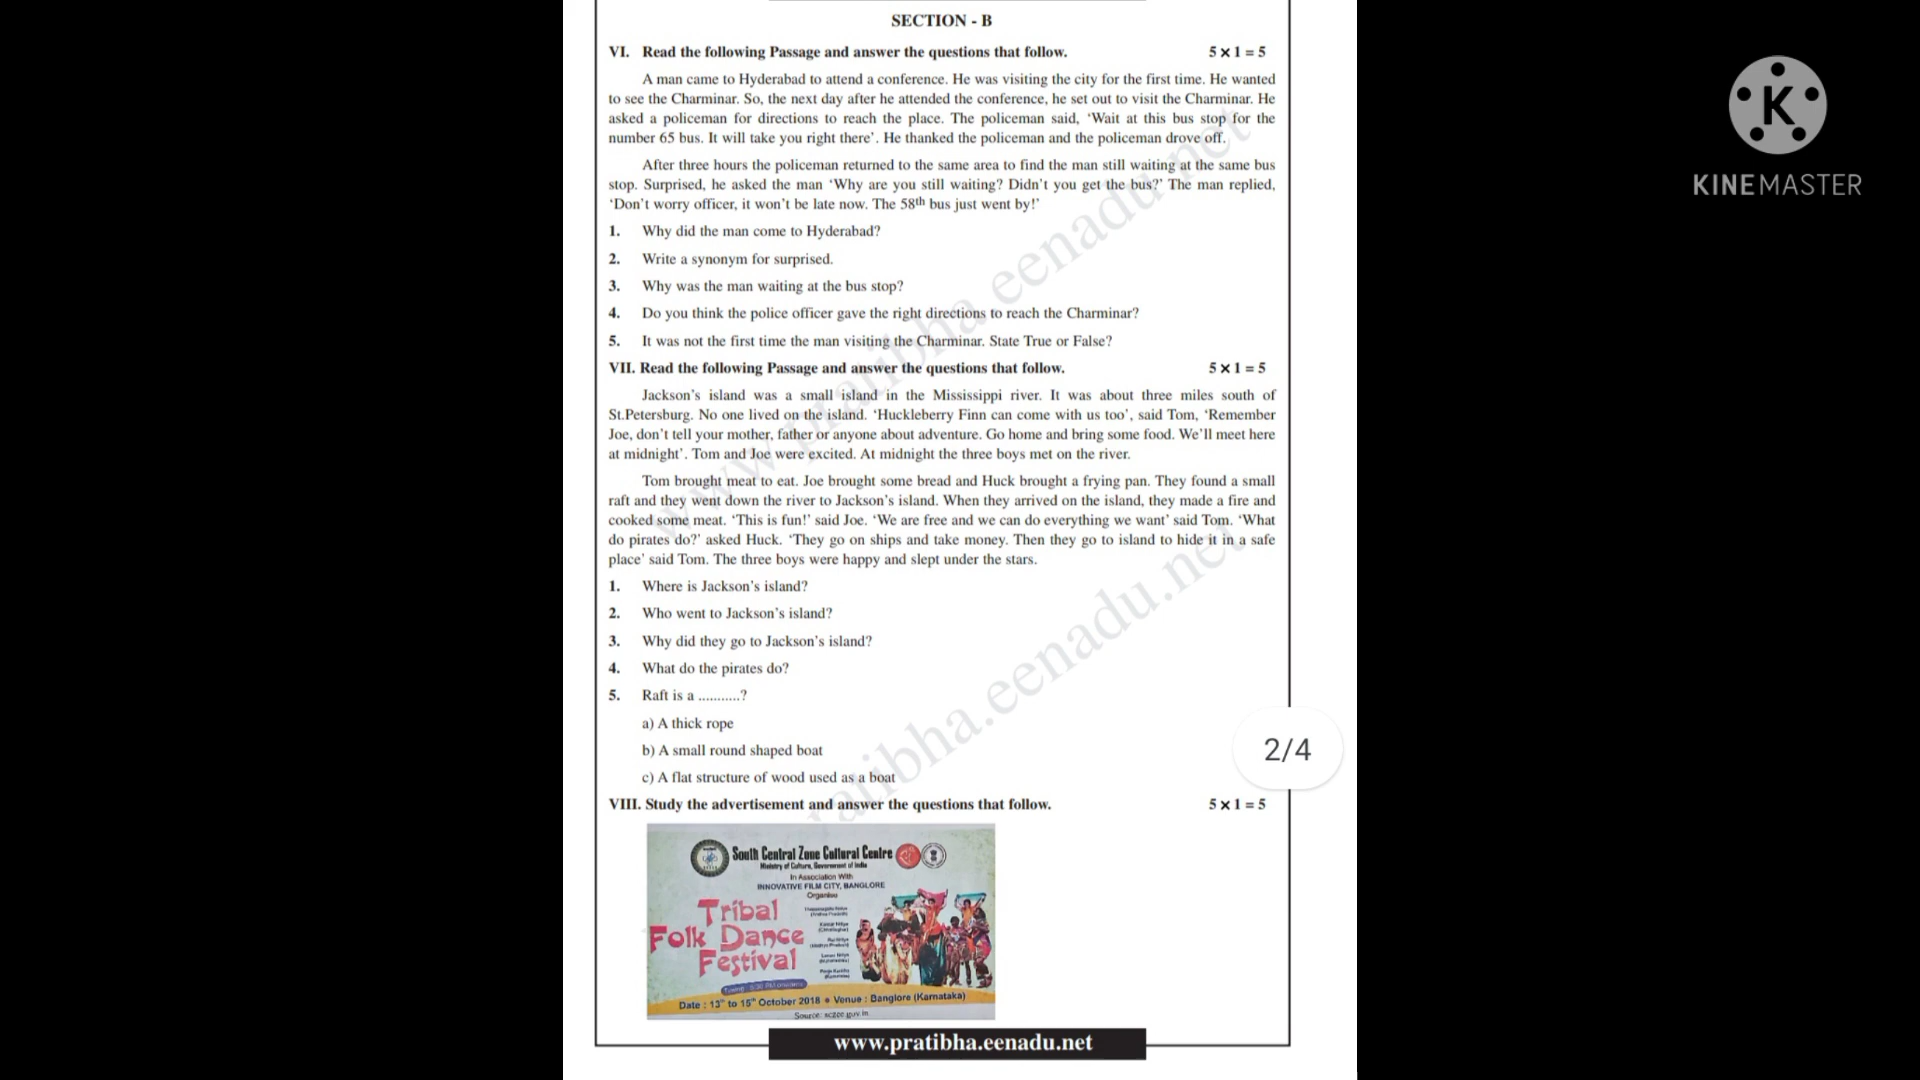 SECTION - B
VI. Read the following Passage and answer the questions that follow. 5 × 1 = 5
A man came to Hyderabad to attend a conference. He was visiting the city for the first time. He wanted
to see the Charminar. So, the next day after he attended the conference, he set out to visit the Charminar. He
asked a policeman for directions to reach the place. The policeman said, ‘Wait at this bus stop for the
number 65 bus. It will take you right there’. He thanked the policeman and the policeman drove off.
After three hours the policeman returned to the same area to find the man still waiting at the same bus
stop. Surprised, he asked the man ‘Why are you still waiting? Didn’t you get the bus?’ The man replied,
‘Don’t worry officer, it won’t be late now. The 58th bus just went by!’
1. Why did the man come to Hyderabad?
2. Write a synonym for surprised.
3. Why was the man waiting at the bus stop?
4. Do you think the police officer gave the right directions to reach the Charminar?
5. It was not the first time the man visiting the Charminar. State True or False?
VII. Read the following Passage and answer the questions that follow. 5 × 1 = 5
Jackson’s island was a small island in the Mississippi river. It was about three miles south of
St.Petersburg. No one lived on the island. ‘Huckleberry Finn can come with us too’, said Tom, ‘Remember
Joe, don’t tell your mother, father or anyone about adventure. Go home and bring some food. We’ll meet here
at midnight’. Tom and Joe were excited. At midnight the three boys met on the river.
Tom brought meat to eat. Joe brought some bread and Huck brought a frying pan. They found a small
raft and they went down the river to Jackson’s island. When they arrived on the island, they made a fire and
cooked some meat. ‘This is fun!’ said Joe. ‘We are free and we can do everything we want’ said Tom. ‘What
do pirates do?’ asked Huck. ‘They go on ships and take money. Then they go to island to hide it in a safe
place’ said Tom. The three boys were happy and slept under the stars.
1. Where is Jackson’s island?
2. Who went to Jackson’s island?
3. Why did they go to Jackson’s island?
4. What do the pirates do?
5. Raft is a ...........?
a) A thick rope
b) A small round shaped boat
c) A flat structure of wood used as a boat
VIII. Study the advertisement and answer the questions that follow. 5 × 1 = 5
South Central Zone Cultural Centre
Ministry of Culture, Government of India
In Association With
INNOVATIVE FILM CITY, BANGLORE
Organises
Tribal
Folk Dance
Festival
Date : 13th to 15th October 2018 • Venue : Banglore (Karnataka)
Source: sczcc.gov.in
www.pratibha.eenadu.net
www.pratibha.eenadu.net
2/4
K
KINEMASTER